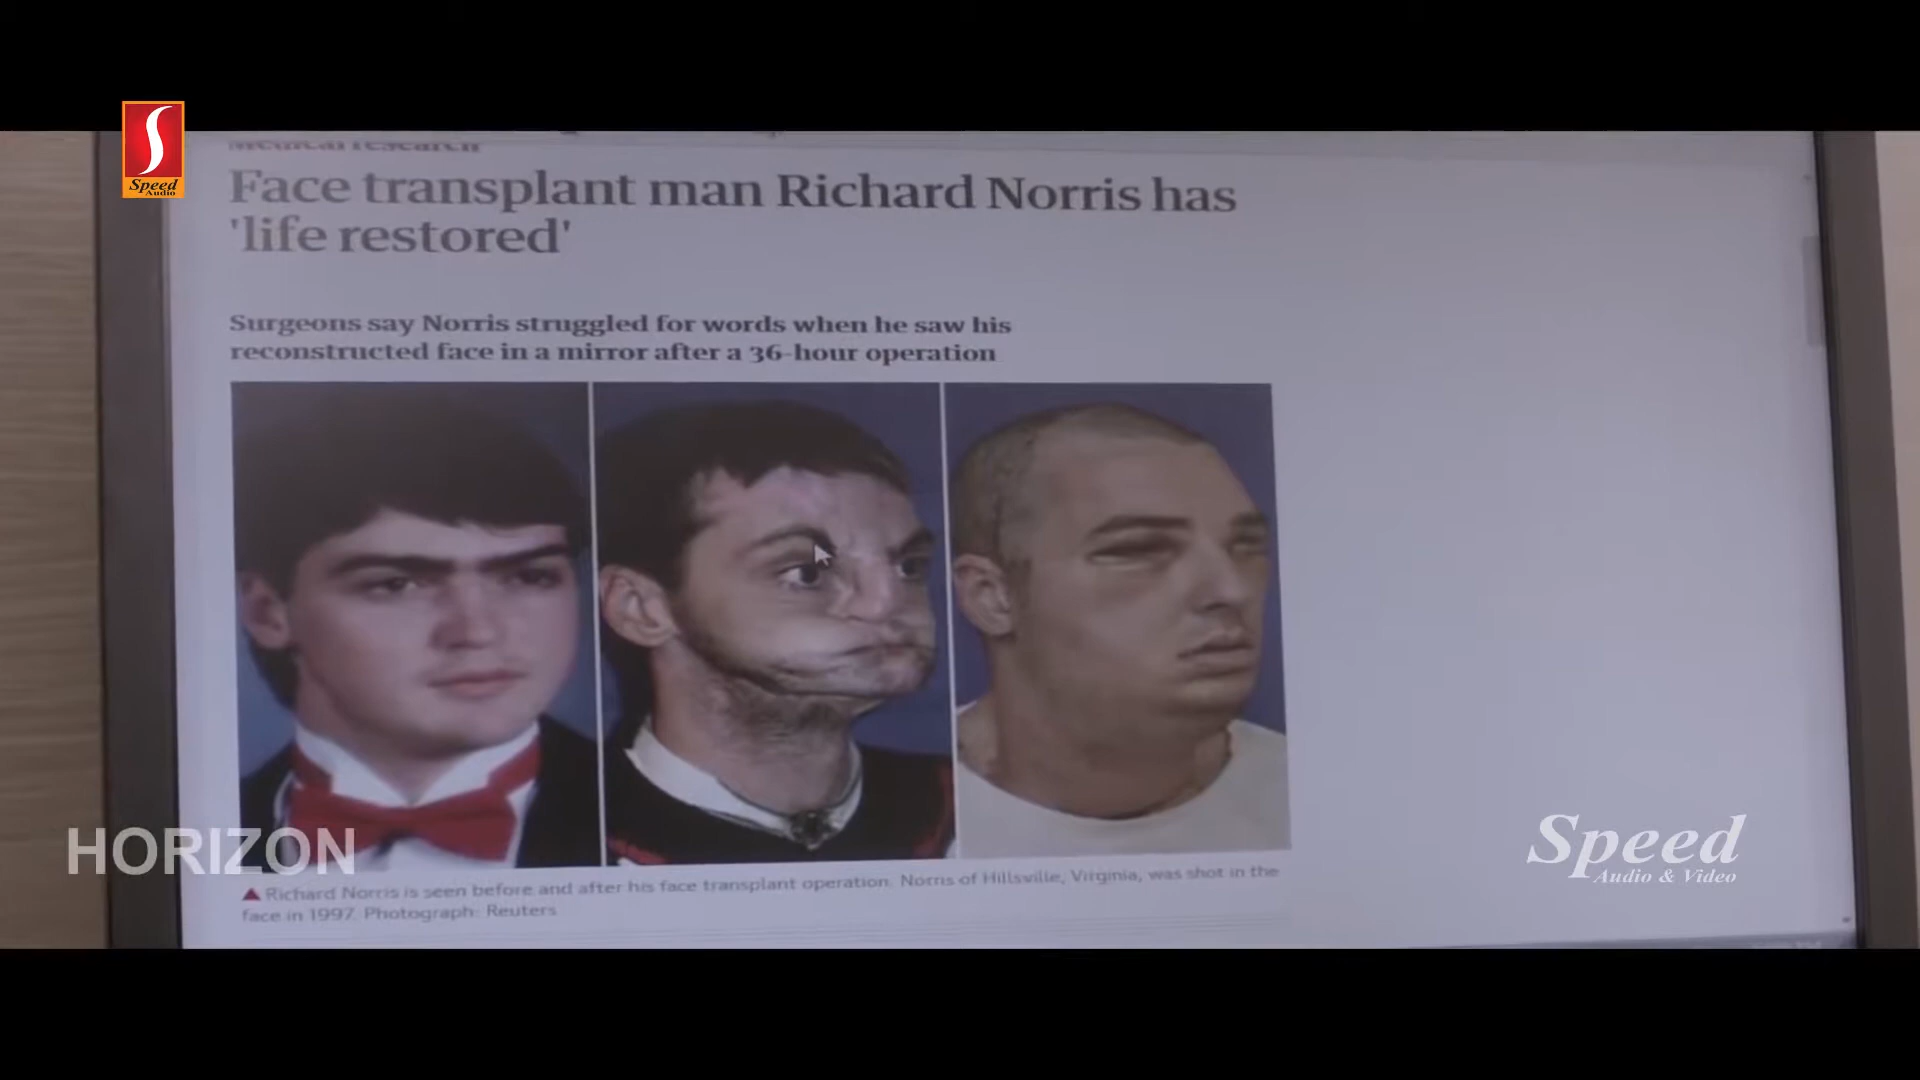 S
Speed
Audio
Medical research
Face transplant man Richard Norris has
'life restored'
Surgeons say Norris struggled for words when he saw his
reconstructed face in a mirror after a 36-hour operation
HORIZON
Speed
Audio & Video
Richard Norris is seen before and after his face transplant operation. Norris of Hillsville, Virginia, was shot in the
face in 1997. Photograph: Reuters